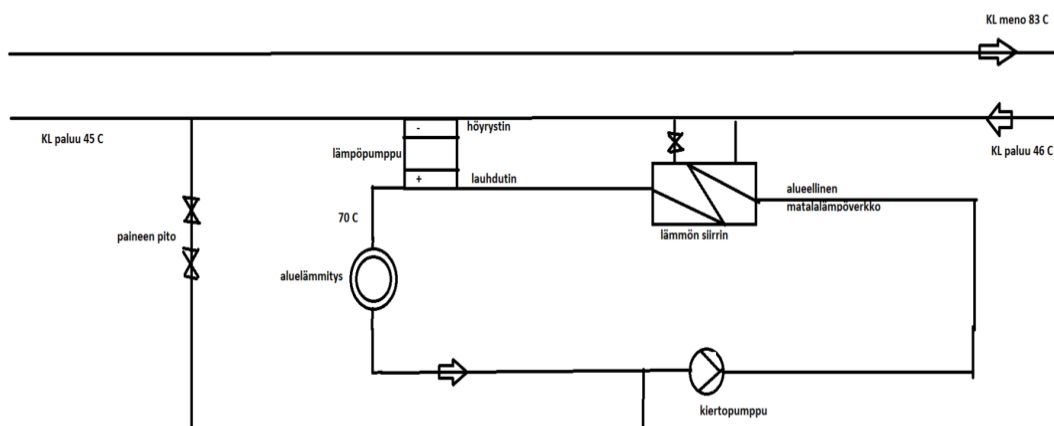 KL meno 83 C
KL paluu 45 C
KL paluu 46 C
-
höyrystin
lämpöpumppu
+
lauhdutin
alueellinen
matalalämpöverkko
lämmön siirrin
70 C
paineen pito
aluelämmitys
kiertopumppu